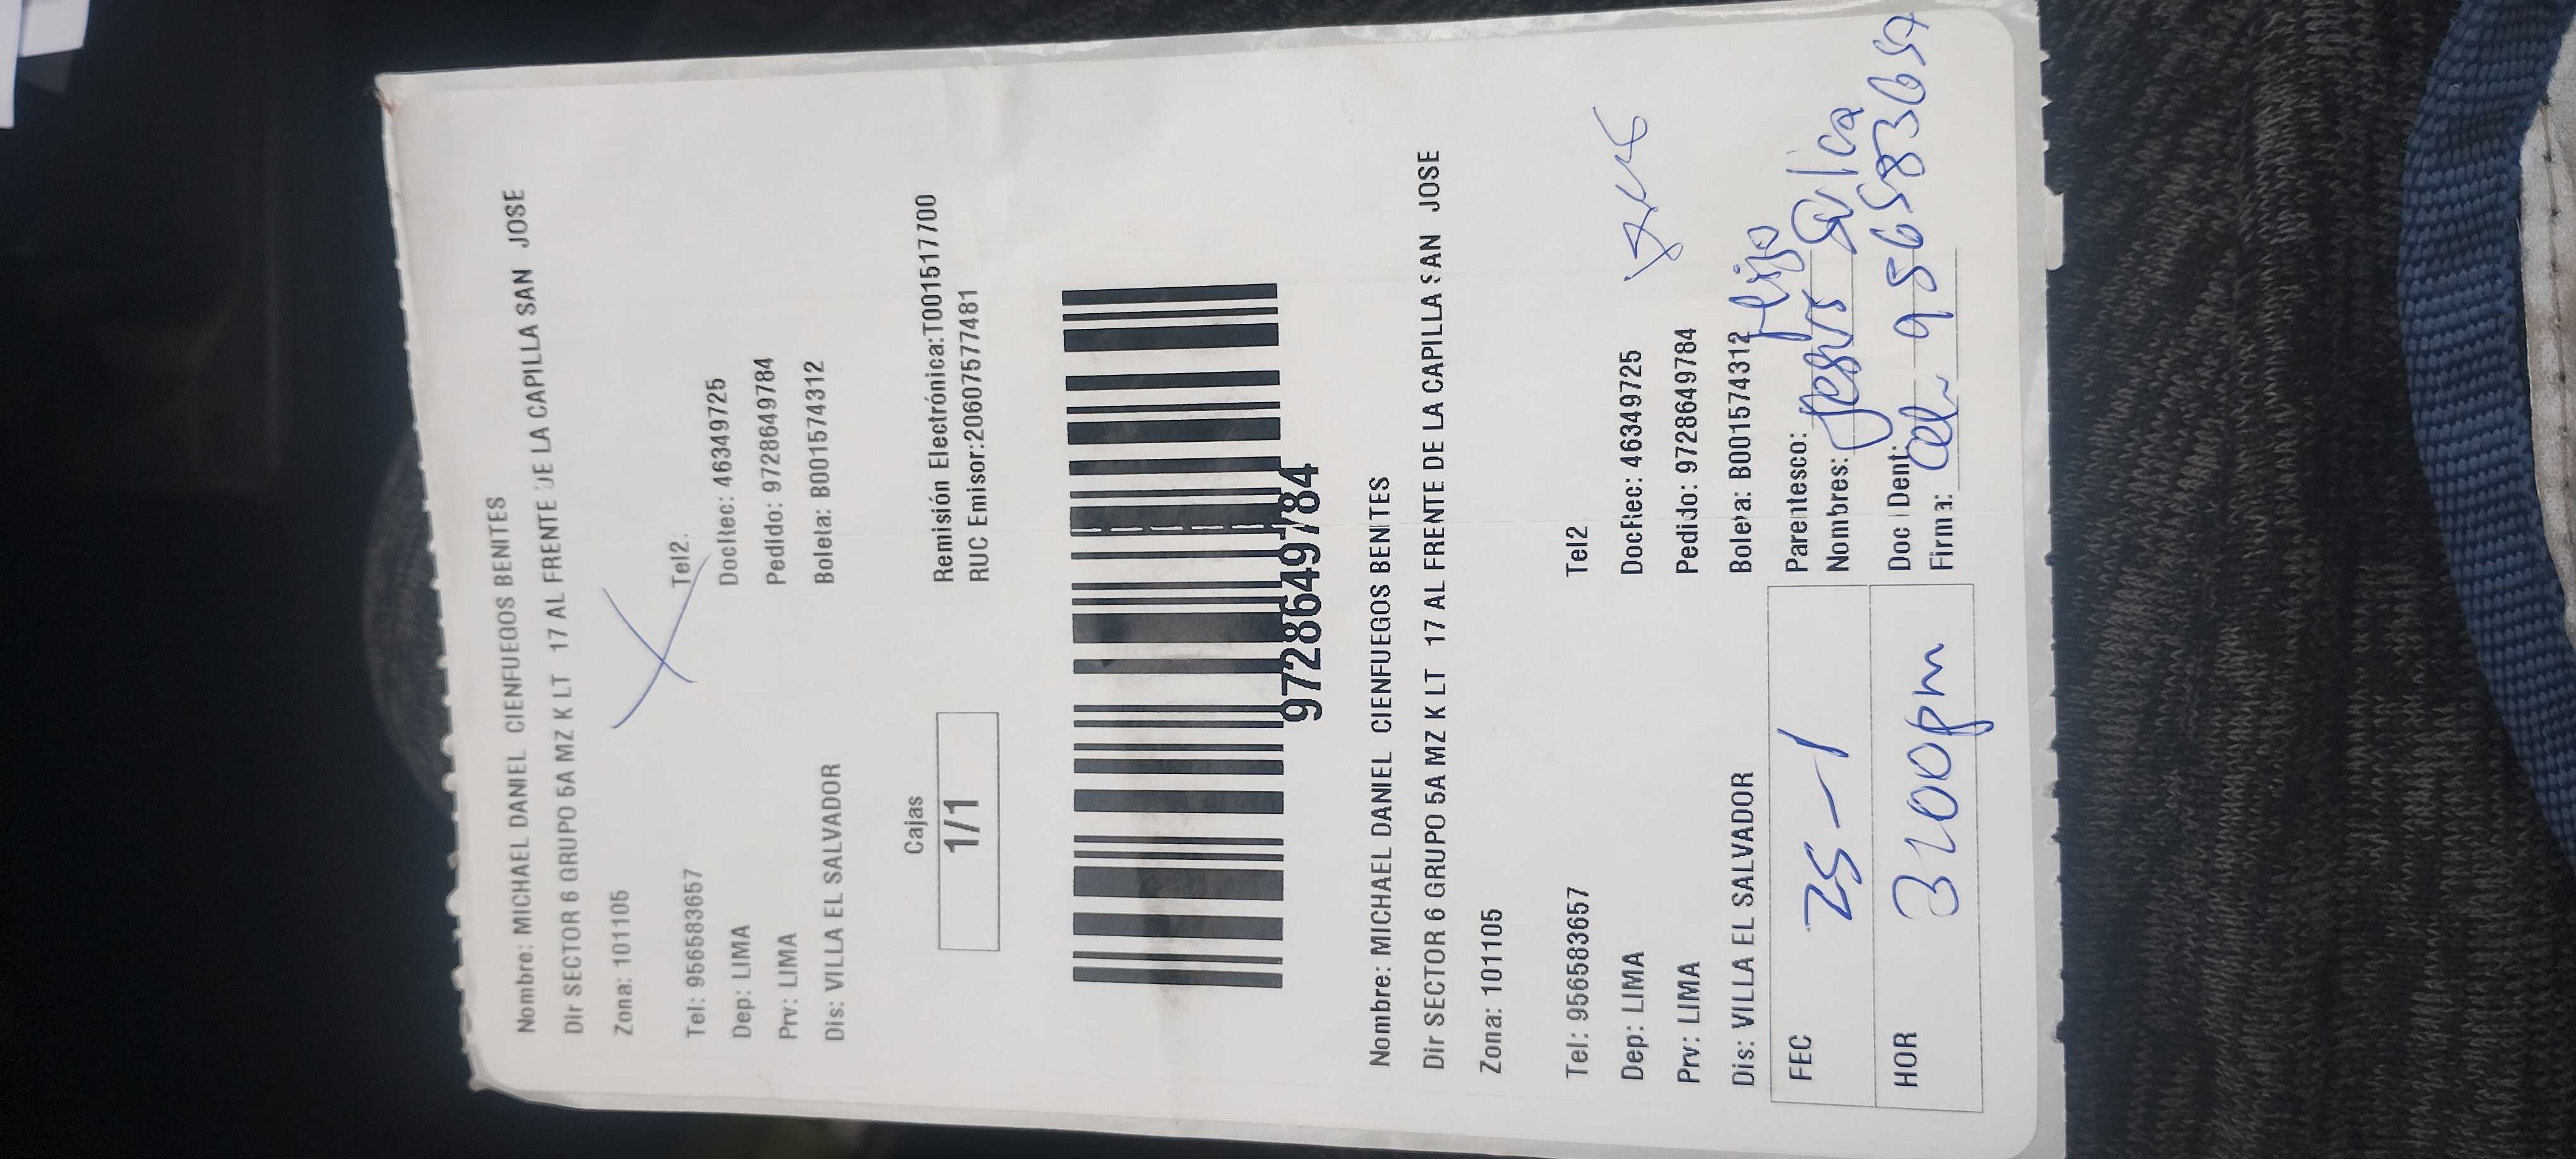 Nombre: MICHAEL DANIEL CIENFUEGOS BENITES
Dir SECTOR 6 GRUPO 5A MZ K LT 17 AL FRENTE DE LA CAPILLA SAN JOSE
Zona: 101105
Tel: 956583657 Tel2:
Dep: LIMA DocRec: 46349725
Prv: LIMA Pedido: 9728649784
Dis: VILLA EL SALVADOR Boleta: B001574312
Cajas
1/1
Remisión Electrónica:T001517700
RUC Emisor:20607577481
9728649784
Nombre: MICHAEL DANIEL CIENFUEGOS BENITES
Dir SECTOR 6 GRUPO 5A MZ K LT 17 AL FRENTE DE LA CAPILLA SAN JOSE
Zona: 101105
Tel: 956583657 Tel2
Dep: LIMA DocRec: 46349725
Prv: LIMA Pedido: 9728649784
Dis: VILLA EL SALVADOR Boleta: B001574312
FEC 25-1 Parentesco: Hijo
Nombres: Jesus
HOR 3:00pm Doc Dent: 956583657
Firma: